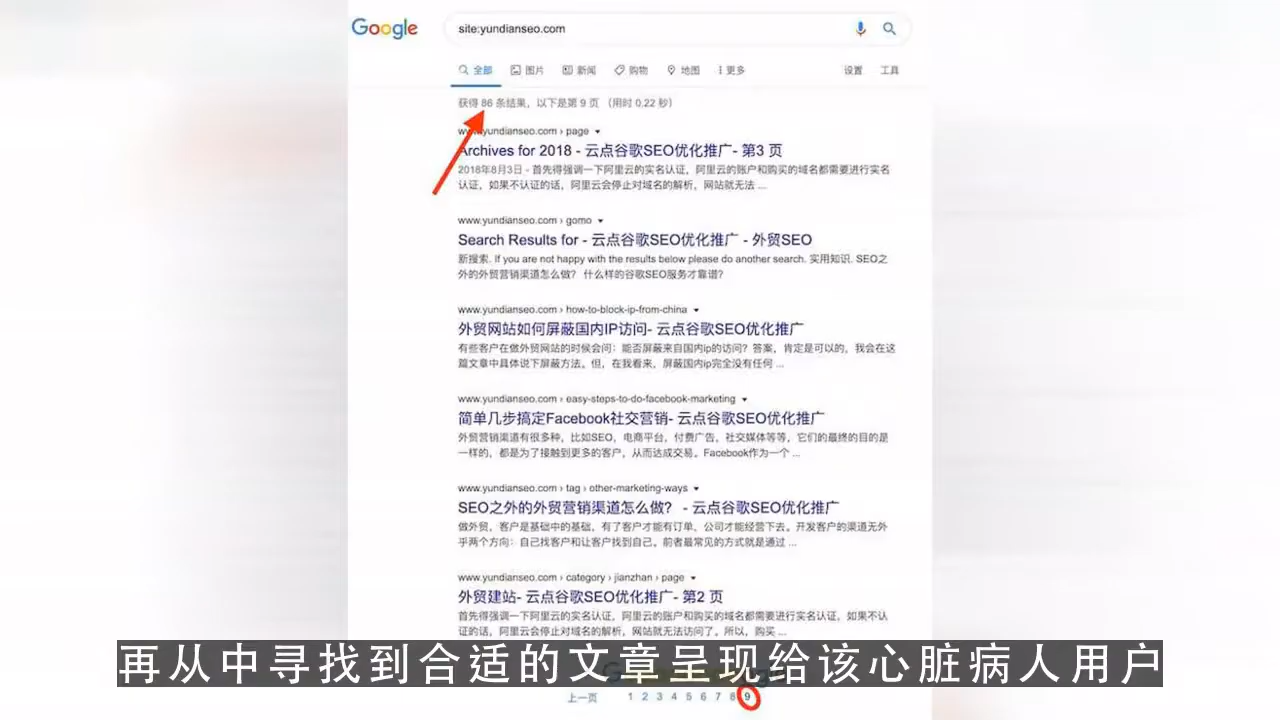 Google
site:yundianseo.com
全部 图片 新闻 购物 地图 更多 设置 工具
获得 86 条结果，以下是第 9 页 （用时 0.22 秒）
www.yundianseo.com › page
Archives for 2018 - 云点谷歌SEO优化推广- 第3 页
2018年8月3日 - 首先得强调一下阿里云的实名认证，阿里云的账户和购买的域名都需要进行实名
认证，如果不认证的话，阿里云会停止对域名的解析，网站就无法 ...
www.yundianseo.com › gomo
Search Results for - 云点谷歌SEO优化推广 - 外贸SEO
新搜索. If you are not happy with the results below please do another search. 实用知识. SEO之
外的外贸营销渠道怎么做？ 什么样的谷歌SEO服务才靠谱?
www.yundianseo.com › how-to-block-ip-from-china
外贸网站如何屏蔽国内IP访问- 云点谷歌SEO优化推广
有些客户在做外贸网站的时候会问：能否屏蔽来自国内ip的访问？答案，肯定是可以的，我会在这
篇文章中具体说下屏蔽方法。但，在我看来，屏蔽国内ip完全没有任何 ...
www.yundianseo.com › easy-steps-to-do-facebook-marketing
简单几步搞定Facebook社交营销- 云点谷歌SEO优化推广
外贸营销渠道有很多种，比如SEO，电商平台，付费广告，社交媒体等等，它们的最终的目的是
一样的，都是为了接触到更多的客户，从而达成交易。Facebook作为一个 ...
www.yundianseo.com › tag › other-marketing-ways
SEO之外的外贸营销渠道怎么做？ - 云点谷歌SEO优化推广
做外贸，客户是基础中的基础，有了客户才能有订单，公司才能经营下去。开发客户的渠道无外
乎两个方向：自己找客户和让客户找到自己。前者最常见的方式就是通过 ...
www.yundianseo.com › category › jianzhan › page
外贸建站- 云点谷歌SEO优化推广- 第2 页
首先得强调一下阿里云的实名认证，阿里云的账户和购买的域名都需要进行实名认证，如果不认
证的话，阿里云会停止对域名的解析，网站就无法访问了。所以，购买 ...
再从中寻找到合适的文章呈现给该心脏病人用户
上一页 1 2 3 4 5 6 7 8 9